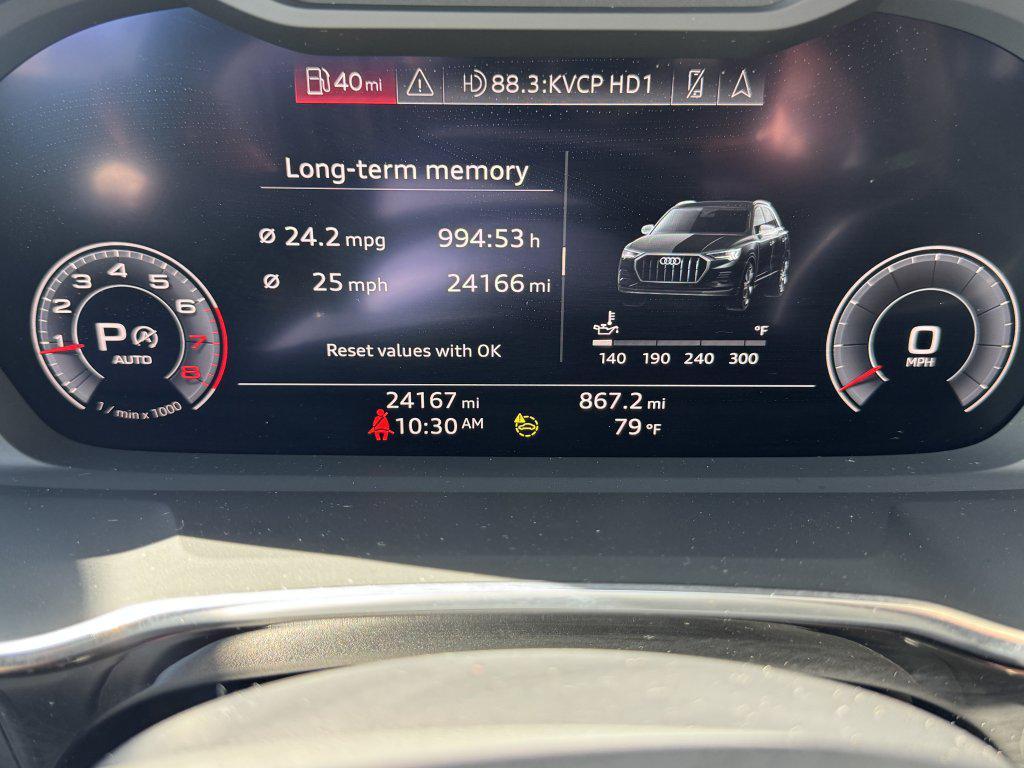 40 mi 88.3:KVCP HD1
Long-term memory
Ø 24.2 mpg 994:53 h
Ø 25 mph 24166 mi
Reset values with OK
1 2 3 4 5 6 7 8
P
AUTO
1 / min x 1000
°F
140 190 240 300
0
MPH
24167 mi 867.2 mi
10:30 AM 79 °F